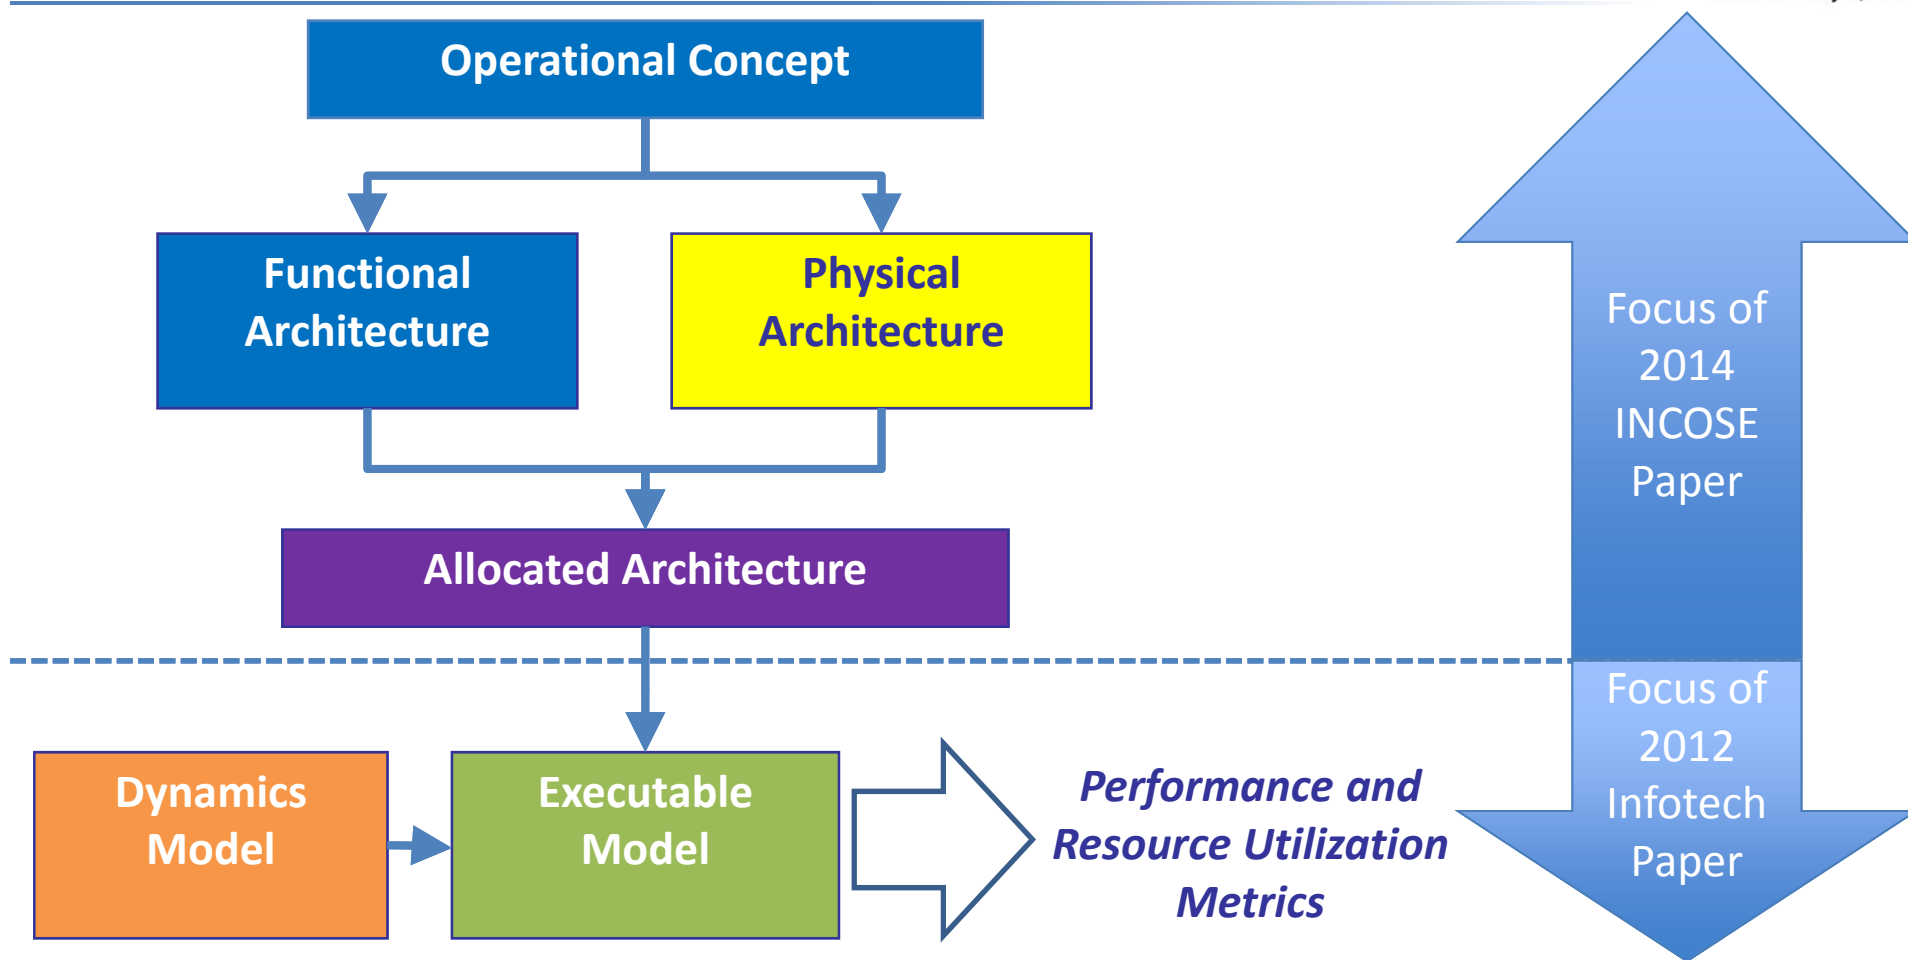 Operational Concept
Functional
Architecture
Physical
Architecture
Allocated Architecture
Dynamics
Model
Executable
Model
Performance and
Resource Utilization
Metrics
Focus of
2014
INCOSE
Paper
Focus of
2012
Infotech
Paper